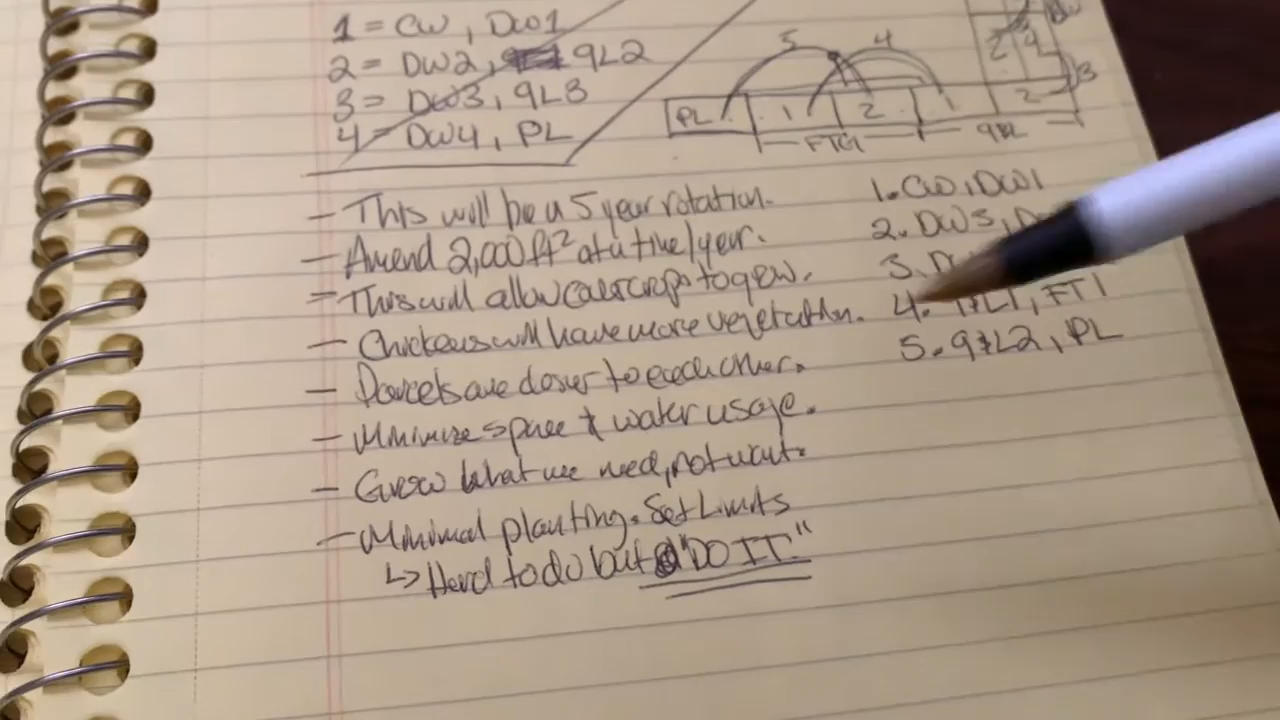 1 = CW, DW1
2 = DW2, 9L2
3 = DW3, 9L3
4 = DW4, PL
5 4
PL 1 2 1
FTG
2 4
2 3
- This will be a 5 year rotation.
- Amend 2,000 ft² at a time/year.
- This will allow crops to grow.
- Chickens will have more vegetation.
- Parcels are closer to each other.
- Minimize space & water usage.
- Grow what we need, not want.
- Minimal planting. Set Limits
↳ Hard to do but "DO IT."
1. CW, DW1
2. DW3,
3.
4. FT1
5. 9L2, PL